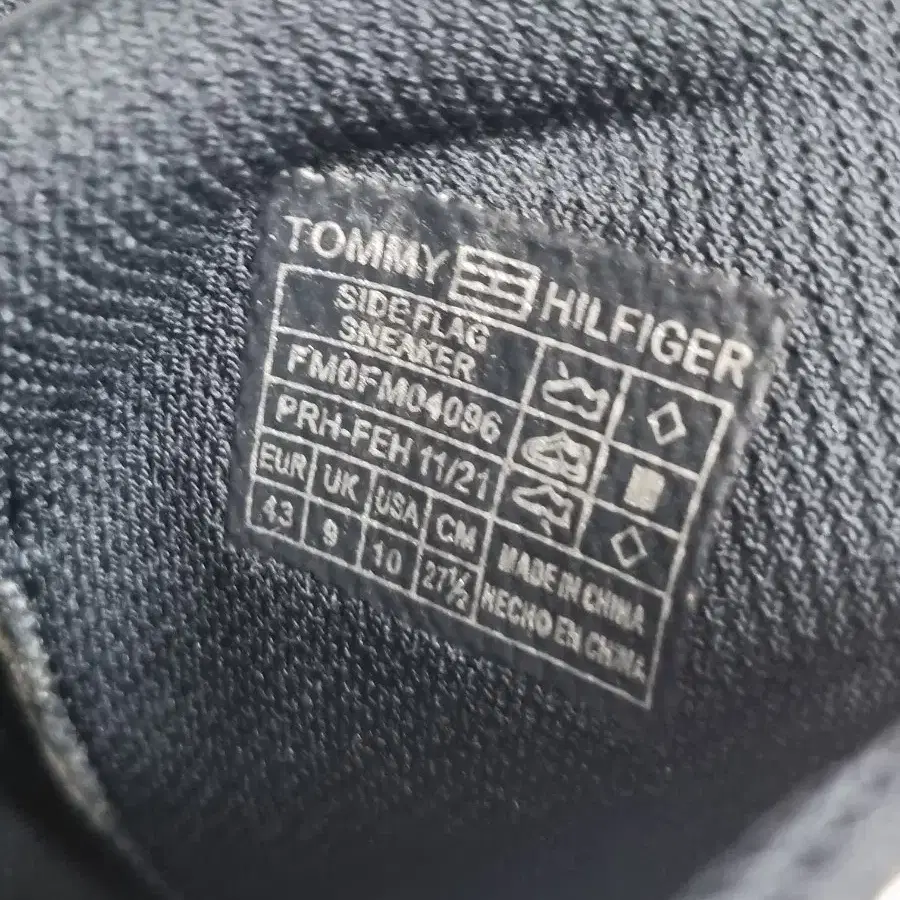 TOMMY HILFIGER
SIDE FLAG
SNEAKER
FM0FM04096
PRH-FEH 11/21
EUR UK USA CM
43 9 10 27½
MADE IN CHINA
HECHO EN CHINA